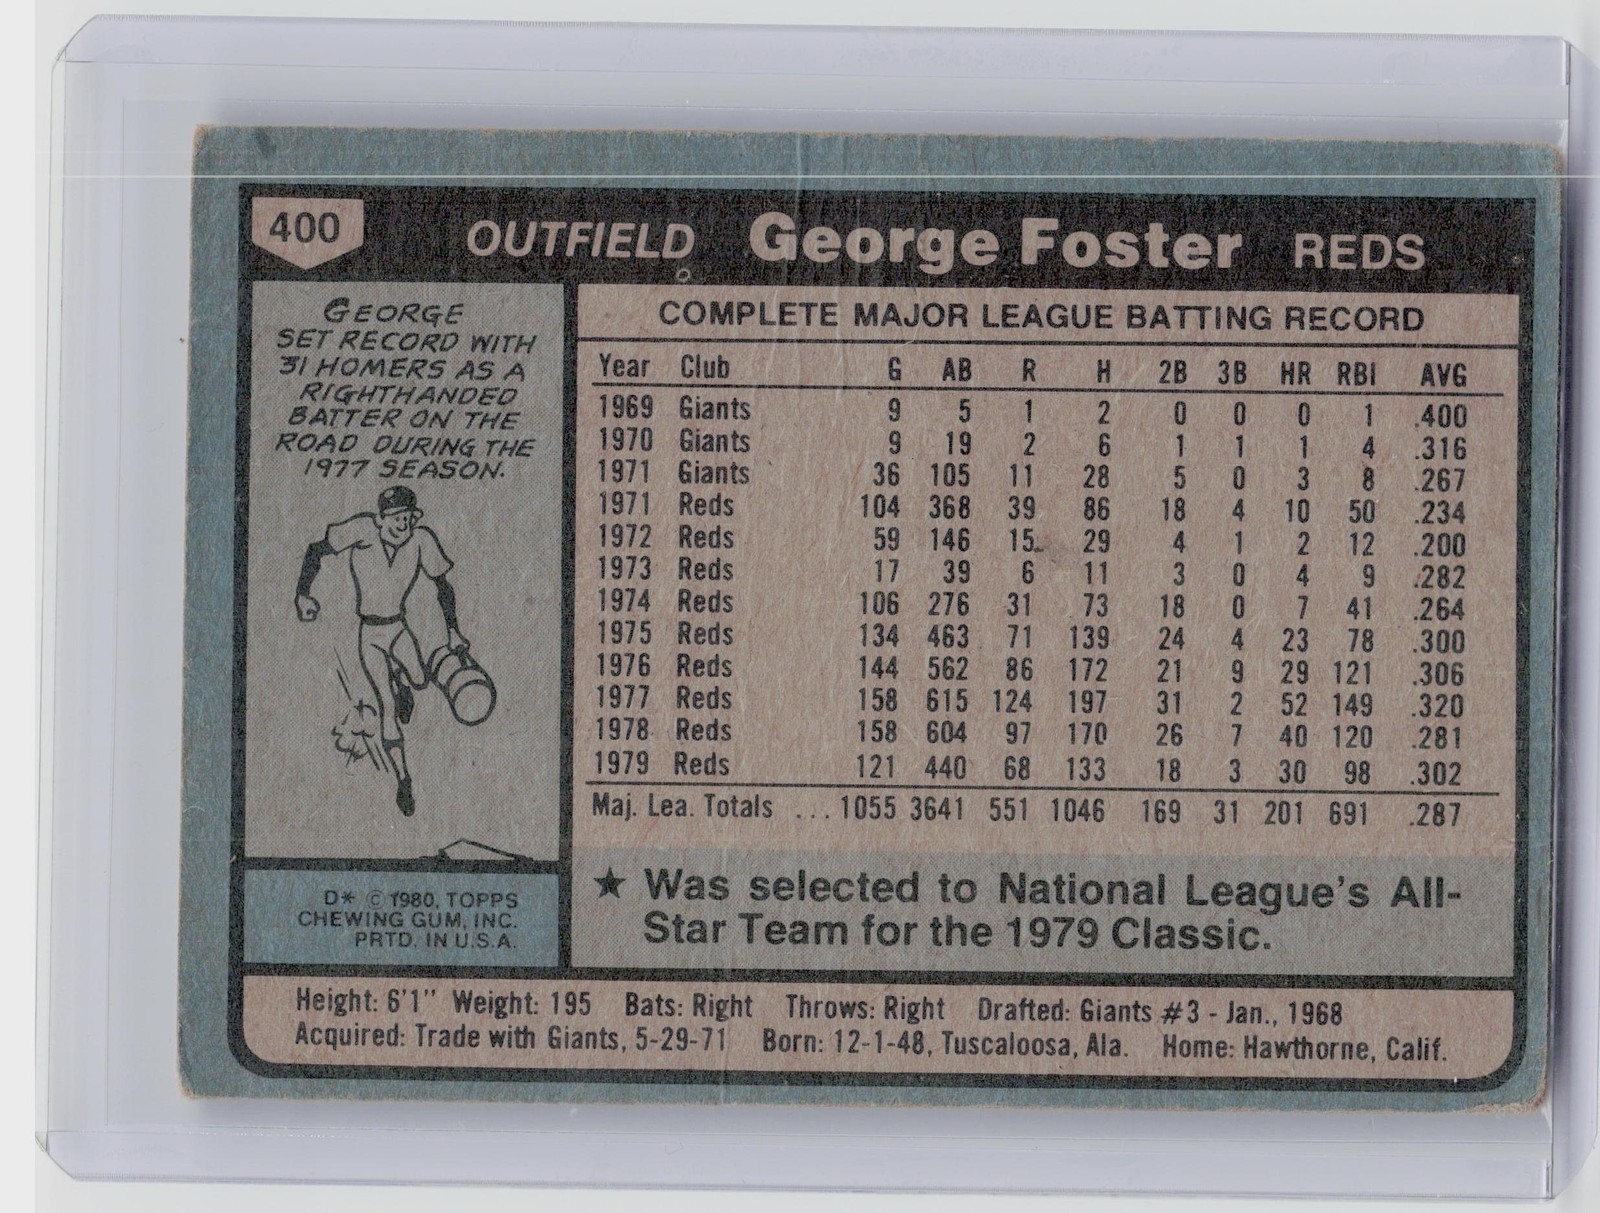 400 OUTFIELD George Foster REDS
GEORGE
SET RECORD WITH
31 HOMERS AS A
RIGHTHANDED
BATTER ON THE
ROAD DURING THE
1977 SEASON.
COMPLETE MAJOR LEAGUE BATTING RECORD
Year Club G AB R H 2B 3B HR RBI AVG
1969 Giants 9 5 1 2 0 0 0 1 .400
1970 Giants 9 19 2 6 1 1 1 4 .316
1971 Giants 36 105 11 28 5 0 3 8 .267
1971 Reds 104 368 39 86 18 4 10 50 .234
1972 Reds 59 146 15 29 4 1 2 12 .200
1973 Reds 17 39 6 11 3 0 4 9 .282
1974 Reds 106 276 31 73 18 0 7 41 .264
1975 Reds 134 463 71 139 24 4 23 78 .300
1976 Reds 144 562 86 172 21 9 29 121 .306
1977 Reds 158 615 124 197 31 2 52 149 .320
1978 Reds 158 604 97 170 26 7 40 120 .281
1979 Reds 121 440 68 133 18 3 30 98 .302
Maj. Lea. Totals ... 1055 3641 551 1046 169 31 201 691 .287
★ Was selected to National League's All-
Star Team for the 1979 Classic.
D* © 1980, TOPPS
CHEWING GUM, INC.
PRTD. IN U.S.A.
Height: 6'1" Weight: 195 Bats: Right Throws: Right Drafted: Giants #3 - Jan., 1968
Acquired: Trade with Giants, 5-29-71 Born: 12-1-48, Tuscaloosa, Ala. Home: Hawthorne, Calif.